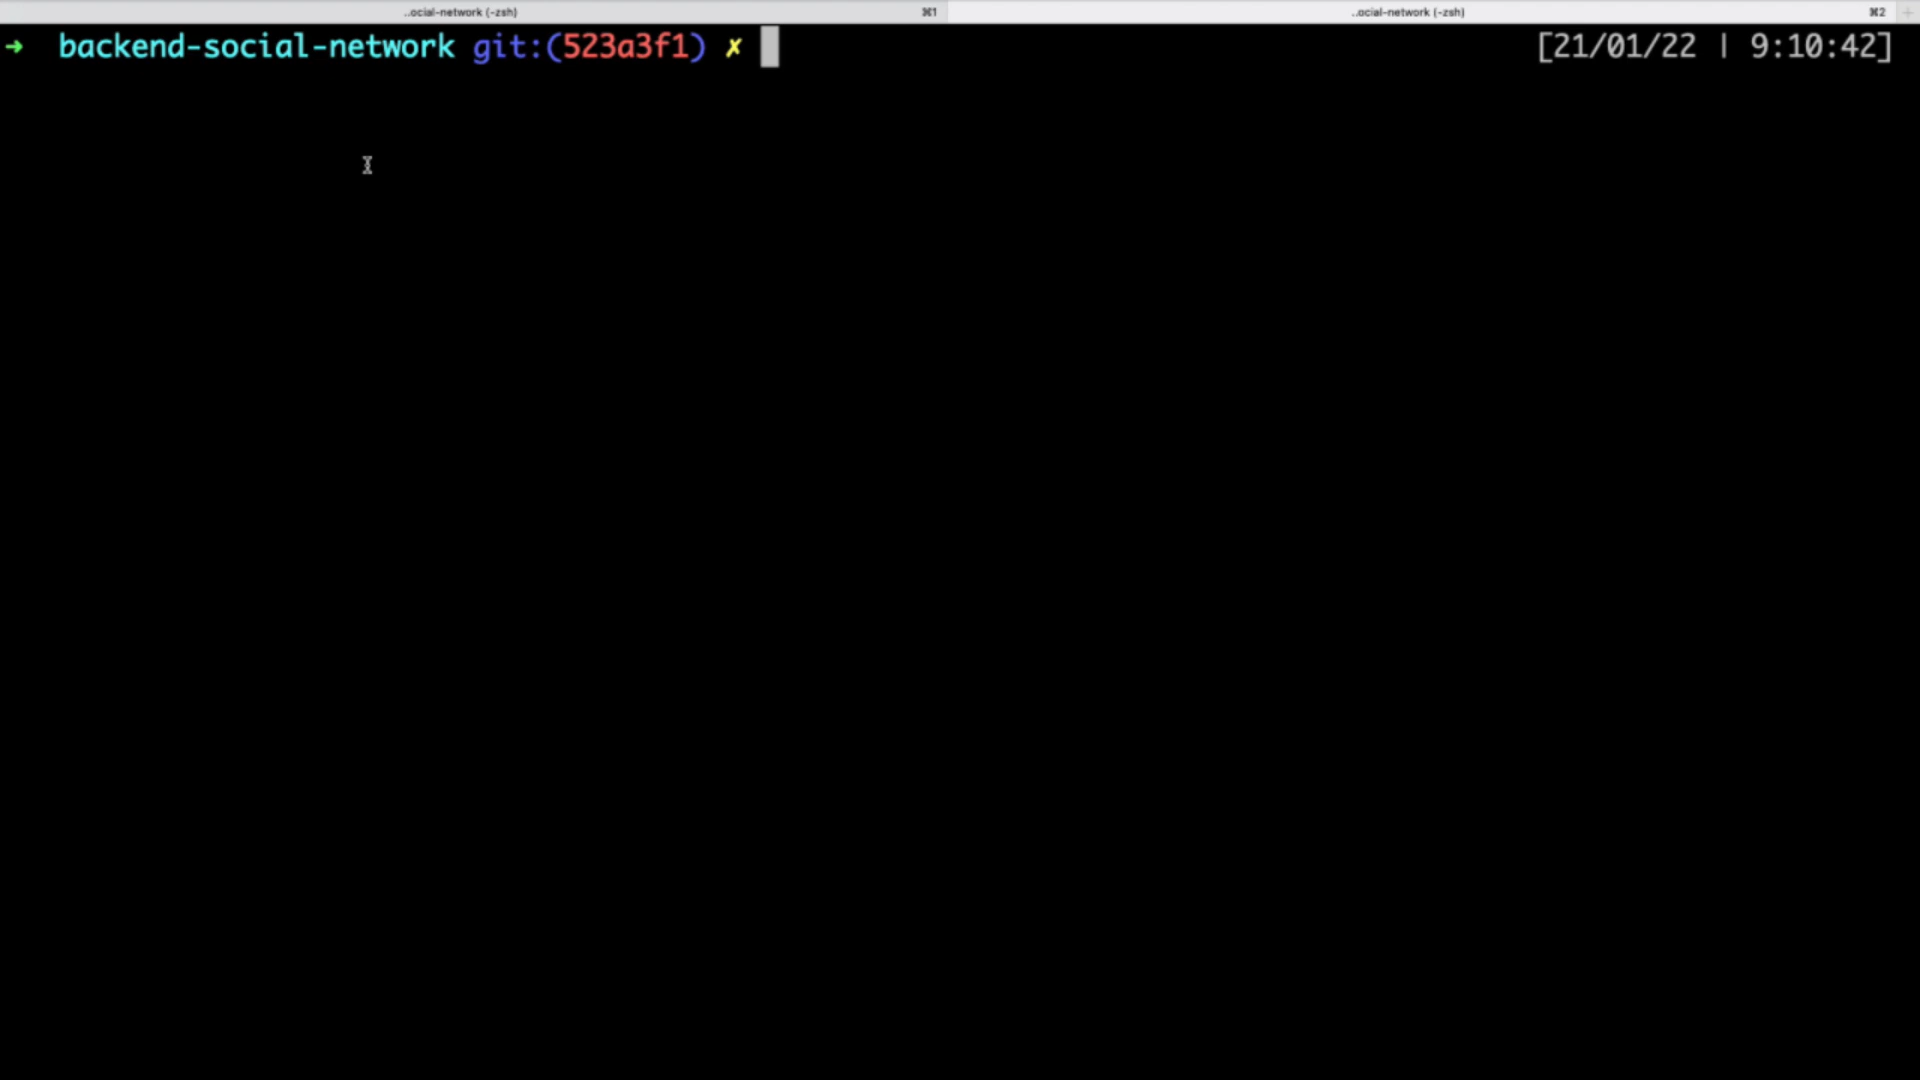 ..ocial-network (-zsh) ⌘1 ..ocial-network (-zsh) ⌘2 +
➜ backend-social-network git:(523a3f1) ✗ [21/01/22 | 9:10:42]